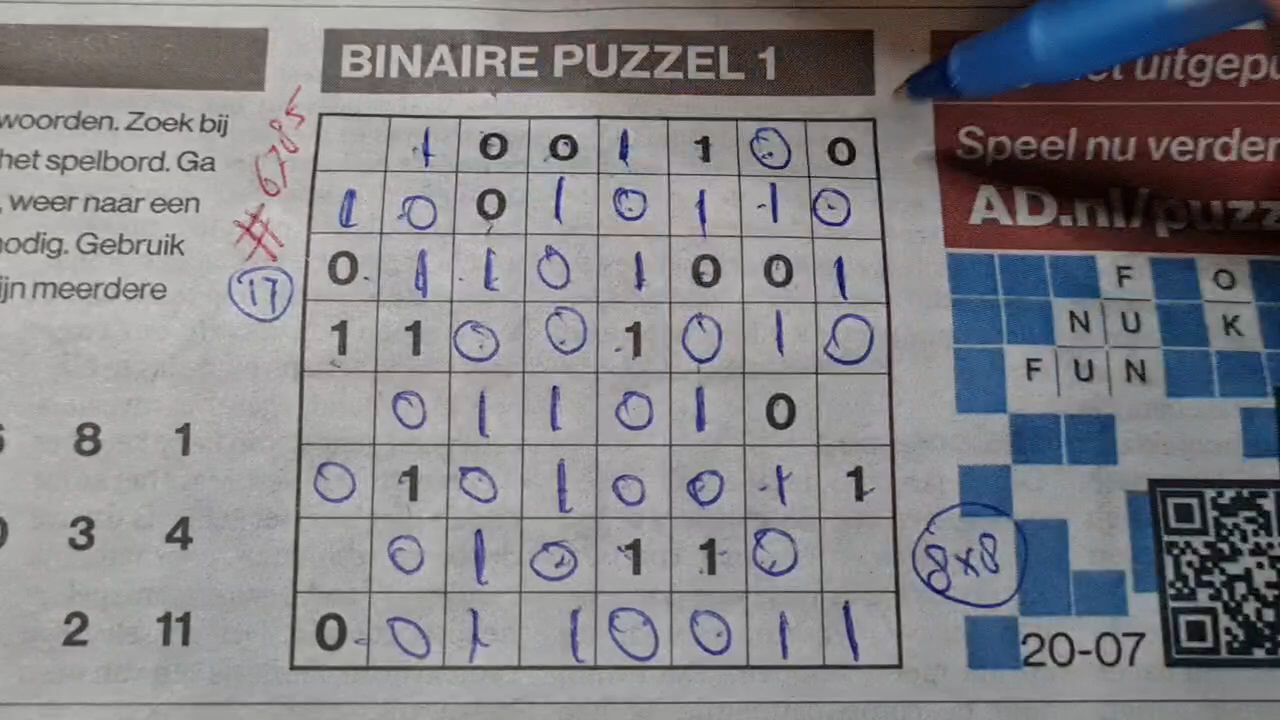 BINAIRE PUZZEL 1
woorden. Zoek bij
het spelbord. Ga
, weer naar een
nodig. Gebruik
ijn meerdere
#6785
17
1 0 0 1 1 0 0
1 0 0 1 0 1 1 0
0 1 1 0 1 0 0 1
1 1 0 0 1 0 1 0
0 1 1 0 1 0
0 1 0 1 0 0 1 1
0 1 0 1 1 0
0 0 1 1 0 0 1 1
8 1
3 4
2 11
uitgepu
Speel nu verder
AD.nl/puzz
F O
N U K
F U N
8x8
20-07